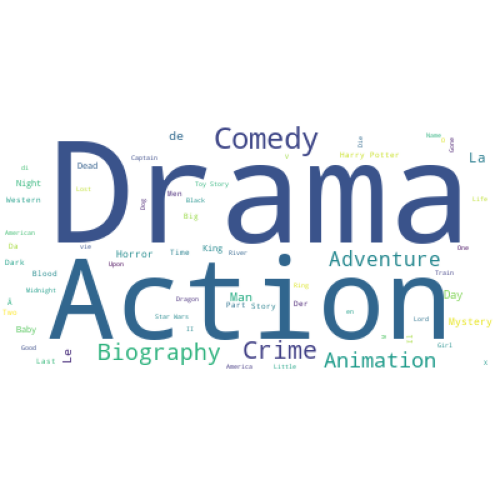 Drama
Action
Comedy
Crime
Adventure
Biography
Animation
de
Die
Name
O
Gone
La
Harry Potter
V
Captain
Dead
di
Night
Western
Lost
Toy Story
Men
Black
Dog
Big
Life
American
Da
vie
Horror
Time
King
River
One
Dark
Blood
Upon
Train
Midnight
Ring
Man
Dragon
Part
Story
Der
Day
À
Two
Star Wars
en
Lord
Mystery
Baby
II
Il
Girl
Good
Le
Last
America
Little
x